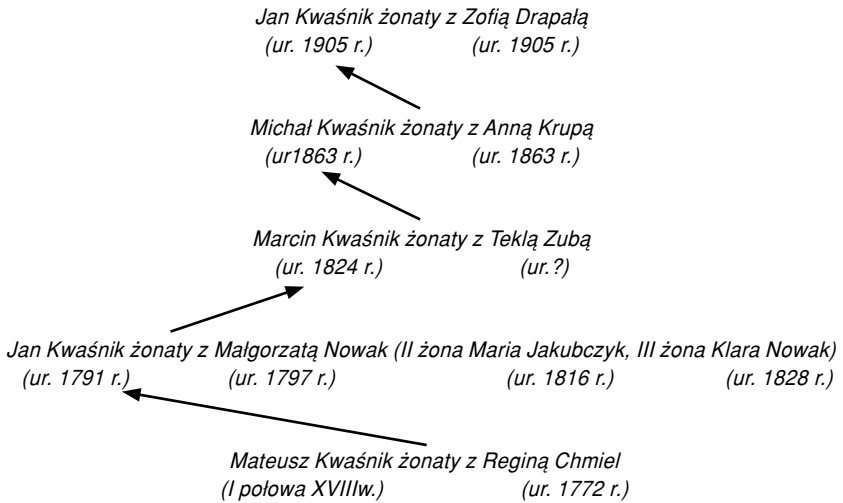 Jan Kwaśnik żonaty z Zofią Drapałą
(ur. 1905 r.) (ur. 1905 r.)
Michał Kwaśnik żonaty z Anną Krupą
(ur1863 r.) (ur. 1863 r.)
Marcin Kwaśnik żonaty z Teklą Zubą
(ur. 1824 r.) (ur.?)
Jan Kwaśnik żonaty z Małgorzatą Nowak (II żona Maria Jakubczyk, III żona Klara Nowak)
(ur. 1791 r.) (ur. 1797 r.) (ur. 1816 r.) (ur. 1828 r.)
Mateusz Kwaśnik żonaty z Reginą Chmiel
(I połowa XVIIIw.) (ur. 1772 r.)